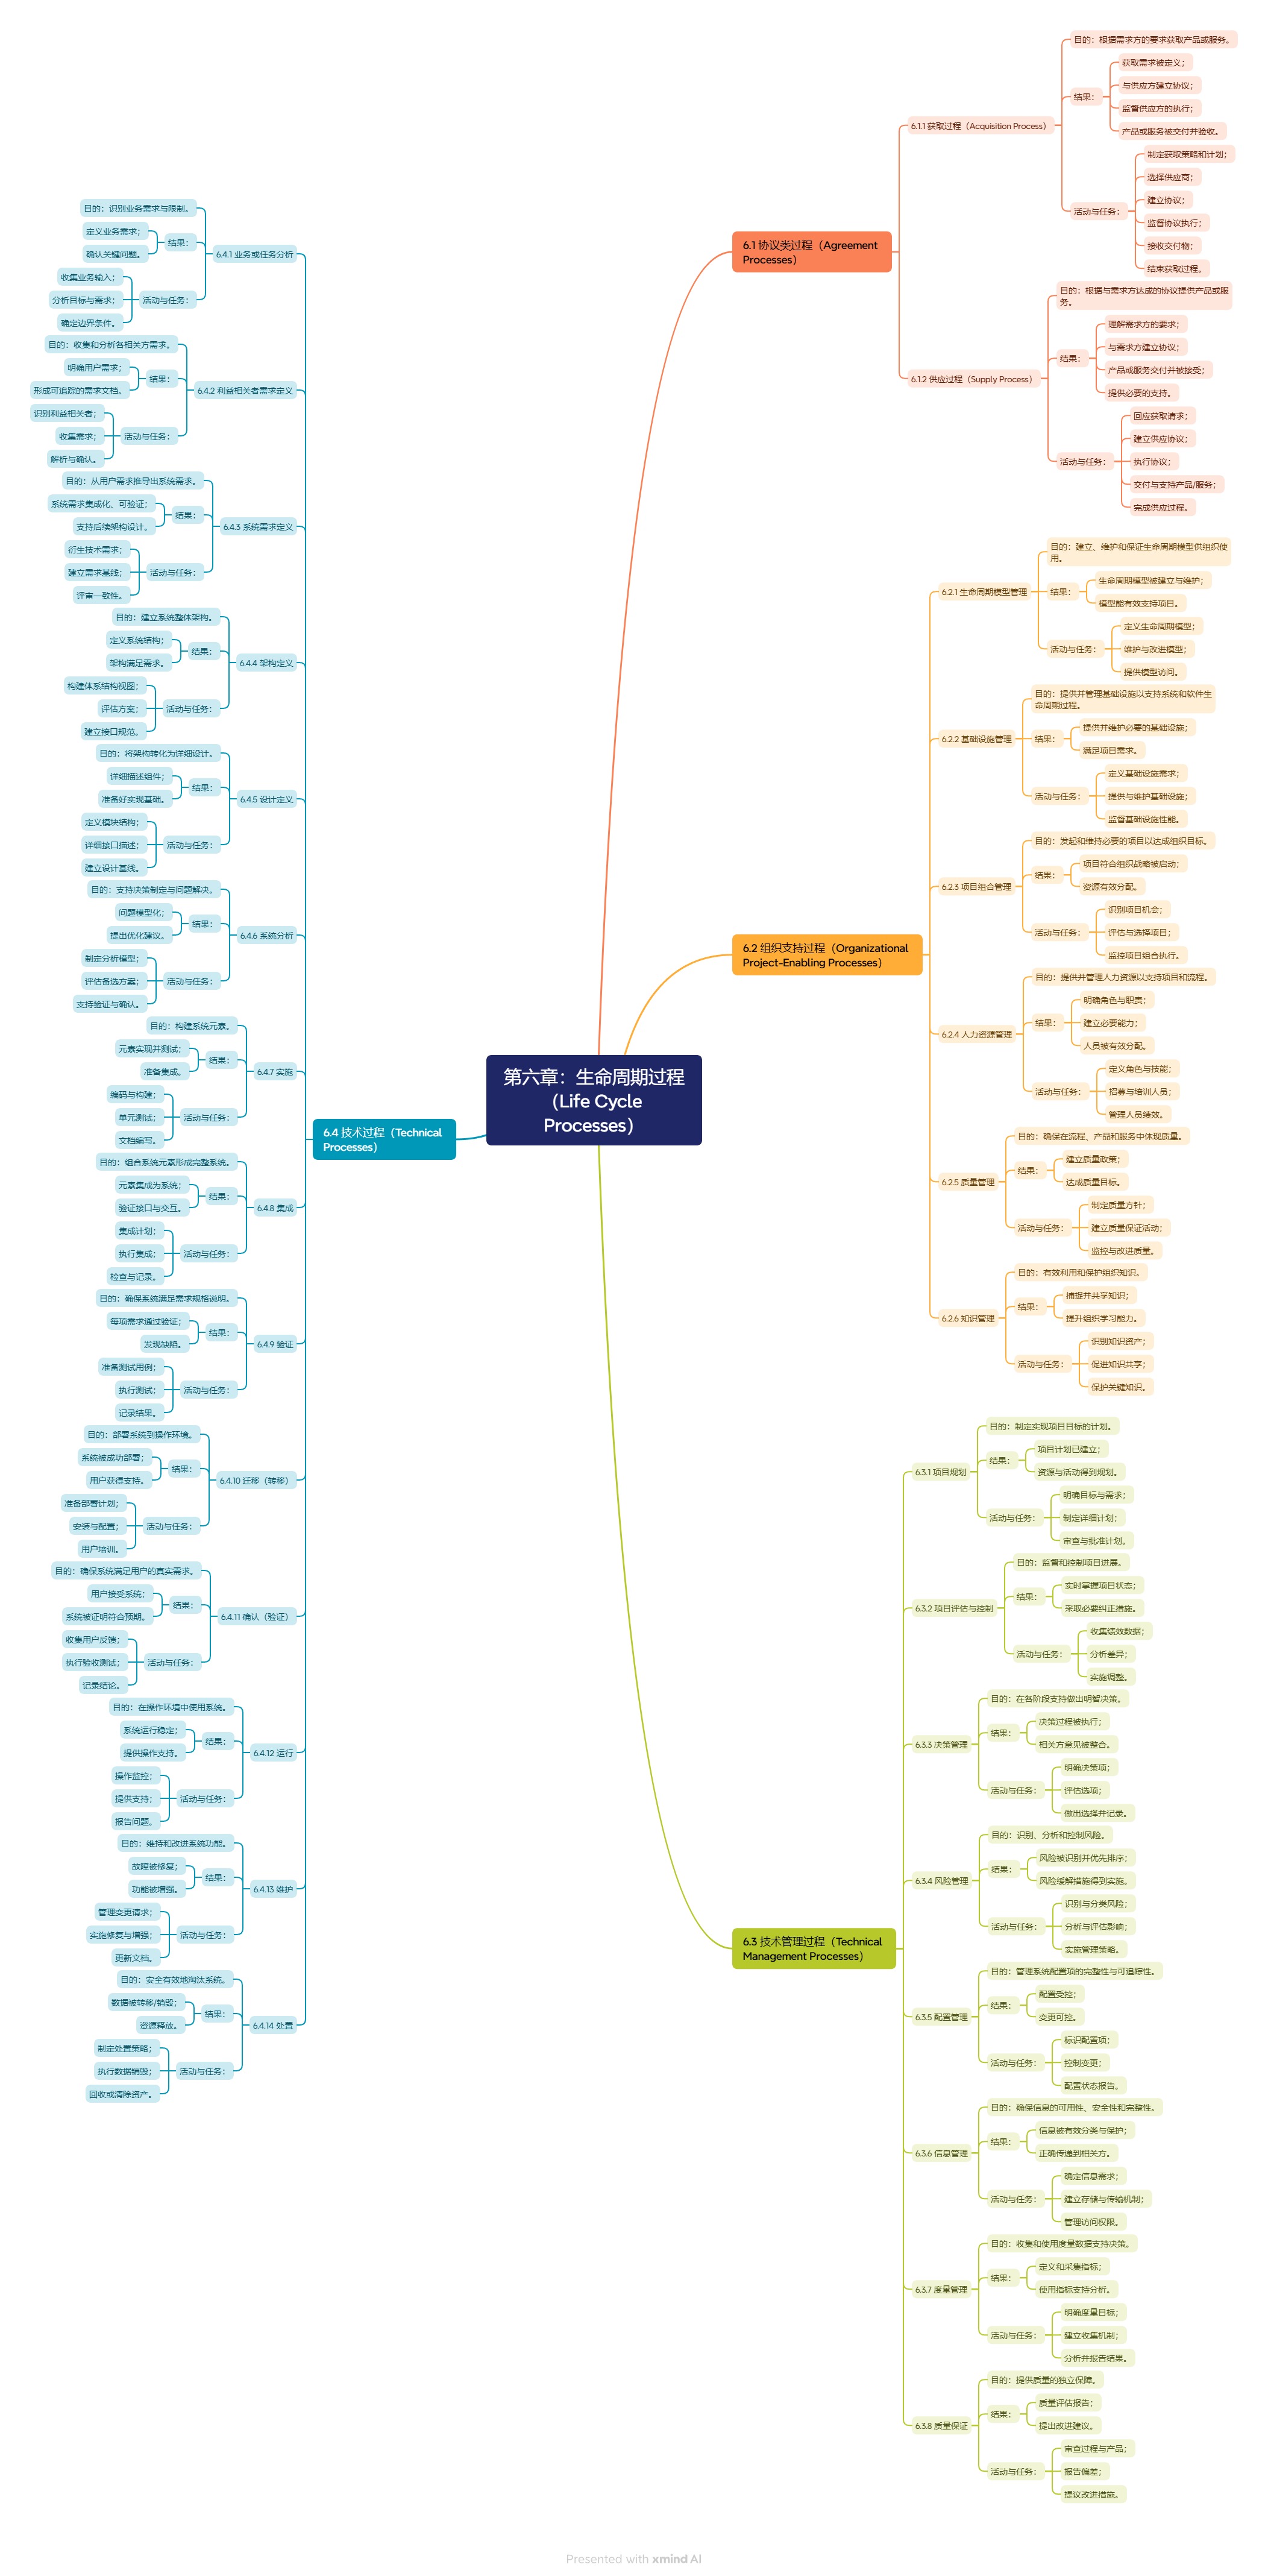 第六章：生命周期过程
（Life Cycle
Processes）
6.1 协议类过程（Agreement
Processes）
6.1.1 获取过程（Acquisition Process）
目的：根据需求方的要求获取产品或服务。
结果：
获取需求被定义；
与供应方建立协议；
监督供应方的执行；
产品或服务被交付并验收。
活动与任务：
制定获取策略和计划；
选择供应商；
建立协议；
监督协议执行；
接收交付物；
结束获取过程。
6.1.2 供应过程（Supply Process）
目的：根据与需求方达成的协议提供产品或服
务。
结果：
理解需求方的要求；
与需求方建立协议；
产品或服务交付并被接受；
提供必要的支持。
活动与任务：
回应获取请求；
建立供应协议；
执行协议；
交付与支持产品/服务；
完成供应过程。
6.2 组织支持过程（Organizational
Project-Enabling Processes）
6.2.1 生命周期模型管理
目的：建立、维护和保证生命周期模型供组织使
用。
结果：
生命周期模型被建立与维护；
模型能有效支持项目。
活动与任务：
定义生命周期模型；
维护与改进模型；
提供模型访问。
6.2.2 基础设施管理
目的：提供并管理基础设施以支持系统和软件生
命周期过程。
结果：
提供并维护必要的基础设施；
满足项目需求。
活动与任务：
定义基础设施需求；
提供与维护基础设施；
监督基础设施性能。
6.2.3 项目组合管理
目的：发起和维持必要的项目以达成组织目标。
结果：
项目符合组织战略被启动；
资源有效分配。
活动与任务：
识别项目机会；
评估与选择项目；
监控项目组合执行。
6.2.4 人力资源管理
目的：提供并管理人力资源以支持项目和流程。
结果：
明确角色与职责；
建立必要能力；
人员被有效分配。
活动与任务：
定义角色与技能；
招募与培训人员；
管理人员绩效。
6.2.5 质量管理
目的：确保在流程、产品和服务中体现质量。
结果：
建立质量政策；
达成质量目标。
活动与任务：
制定质量方针；
建立质量保证活动；
监控与改进质量。
6.2.6 知识管理
目的：有效利用和保护组织知识。
结果：
捕捉并共享知识；
提升组织学习能力。
活动与任务：
识别知识资产；
促进知识共享；
保护关键知识。
6.3 技术管理过程（Technical
Management Processes）
6.3.1 项目规划
目的：制定实现项目目标的计划。
结果：
项目计划已建立；
资源与活动得到规划。
活动与任务：
明确目标与需求；
制定详细计划；
审查与批准计划。
6.3.2 项目评估与控制
目的：监督和控制项目进展。
结果：
实时掌握项目状态；
采取必要纠正措施。
活动与任务：
收集绩效数据；
分析差异；
实施调整。
6.3.3 决策管理
目的：在各阶段支持做出明智决策。
结果：
决策过程被执行；
相关方意见被整合。
活动与任务：
明确决策项；
评估选项；
做出选择并记录。
6.3.4 风险管理
目的：识别、分析和控制风险。
结果：
风险被识别并优先排序；
风险缓解措施得到实施。
活动与任务：
识别与分类风险；
分析与评估影响；
实施管理策略。
6.3.5 配置管理
目的：管理系统配置项的完整性与可追踪性。
结果：
配置受控；
变更可控。
活动与任务：
标识配置项；
控制变更；
配置状态报告。
6.3.6 信息管理
目的：确保信息的可用性、安全性和完整性。
结果：
信息被有效分类与保护；
正确传递到相关方。
活动与任务：
确定信息需求；
建立存储与传输机制；
管理访问权限。
6.3.7 度量管理
目的：收集和使用度量数据支持决策。
结果：
定义和采集指标；
使用指标支持分析。
活动与任务：
明确度量目标；
建立收集机制；
分析并报告结果。
6.3.8 质量保证
目的：提供质量的独立保障。
结果：
质量评估报告；
提出改进建议。
活动与任务：
审查过程与产品；
报告偏差；
提议改进措施。
6.4 技术过程（Technical
Processes）
6.4.1 业务或任务分析
目的：识别业务需求与限制。
结果：
定义业务需求；
确认关键问题。
活动与任务：
收集业务输入；
分析目标与需求；
确定边界条件。
6.4.2 利益相关者需求定义
目的：收集和分析各相关方需求。
结果：
明确用户需求；
形成可追踪的需求文档。
活动与任务：
识别利益相关者；
收集需求；
解析与确认。
6.4.3 系统需求定义
目的：从用户需求推导出系统需求。
结果：
系统需求集成化、可验证；
支持后续架构设计。
活动与任务：
衍生技术需求；
建立需求基线；
评审一致性。
6.4.4 架构定义
目的：建立系统整体架构。
结果：
定义系统结构；
架构满足需求。
活动与任务：
构建体系结构视图；
评估方案；
建立接口规范。
6.4.5 设计定义
目的：将架构转化为详细设计。
结果：
详细描述组件；
准备好实现基础。
活动与任务：
定义模块结构；
详细接口描述；
建立设计基线。
6.4.6 系统分析
目的：支持决策制定与问题解决。
结果：
问题模型化；
提出优化建议。
活动与任务：
制定分析模型；
评估备选方案；
支持验证与确认。
6.4.7 实施
目的：构建系统元素。
结果：
元素实现并测试；
准备集成。
活动与任务：
编码与构建；
单元测试；
文档编写。
6.4.8 集成
目的：组合系统元素形成完整系统。
结果：
元素集成为系统；
验证接口与交互。
活动与任务：
集成计划；
执行集成；
检查与记录。
6.4.9 验证
目的：确保系统满足需求规格说明。
结果：
每项需求通过验证；
发现缺陷。
活动与任务：
准备测试用例；
执行测试；
记录结果。
6.4.10 迁移（转移）
目的：部署系统到操作环境。
结果：
系统被成功部署；
用户获得支持。
活动与任务：
准备部署计划；
安装与配置；
用户培训。
6.4.11 确认（验证）
目的：确保系统满足用户的真实需求。
结果：
用户接受系统；
系统被证明符合预期。
活动与任务：
收集用户反馈；
执行验收测试；
记录结论。
6.4.12 运行
目的：在操作环境中使用系统。
结果：
系统运行稳定；
提供操作支持。
活动与任务：
操作监控；
提供支持；
报告问题。
6.4.13 维护
目的：维持和改进系统功能。
结果：
故障被修复；
功能被增强。
活动与任务：
管理变更请求；
实施修复与增强；
更新文档。
6.4.14 处置
目的：安全有效地淘汰系统。
结果：
数据被转移/销毁；
资源释放。
活动与任务：
制定处置策略；
执行数据销毁；
回收或清除资产。
Presented with xmind AI